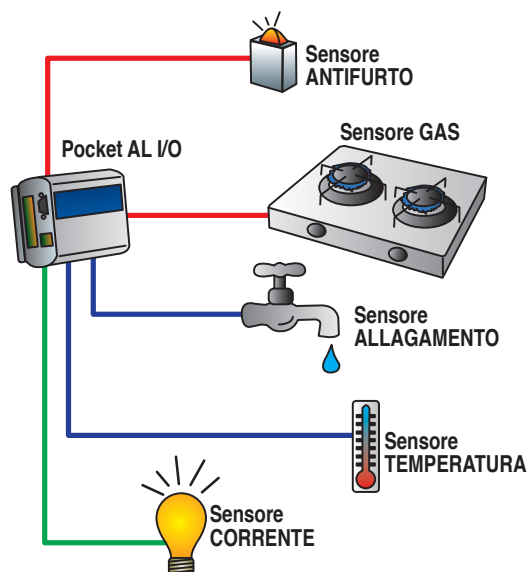 Sensore
ANTIFURTO
Sensore GAS
Pocket AL I/O
Sensore
ALLAGAMENTO
Sensore
TEMPERATURA
Sensore
CORRENTE